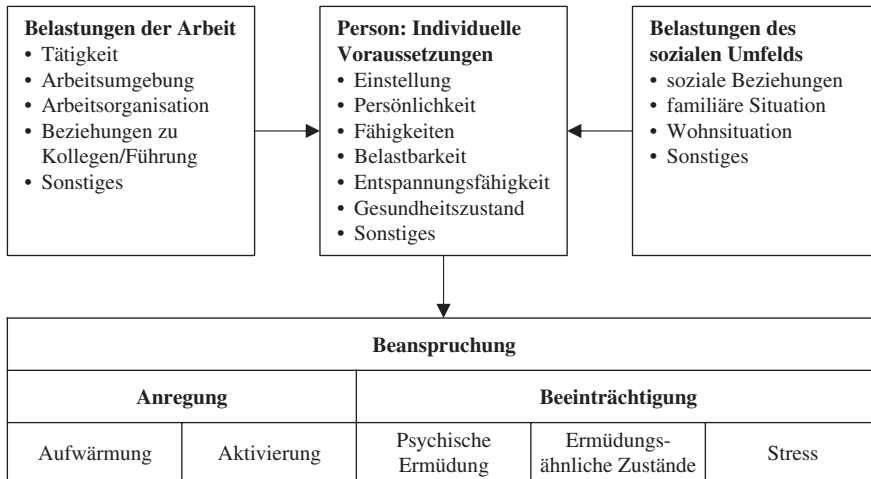 Belastungen der Arbeit
• Tätigkeit
• Arbeitsumgebung
• Arbeitsorganisation
• Beziehungen zu
Kollegen/Führung
• Sonstiges
Person: Individuelle
Voraussetzungen
• Einstellung
• Persönlichkeit
• Fähigkeiten
• Belastbarkeit
• Entspannungsfähigkeit
• Gesundheitszustand
• Sonstiges
Belastungen des
sozialen Umfelds
• soziale Beziehungen
• familiäre Situation
• Wohnsituation
• Sonstiges
Beanspruchung
Anregung
Beeinträchtigung
Aufwärmung
Aktivierung
Psychische
Ermüdung
Ermüdungs-
ähnliche Zustände
Stress